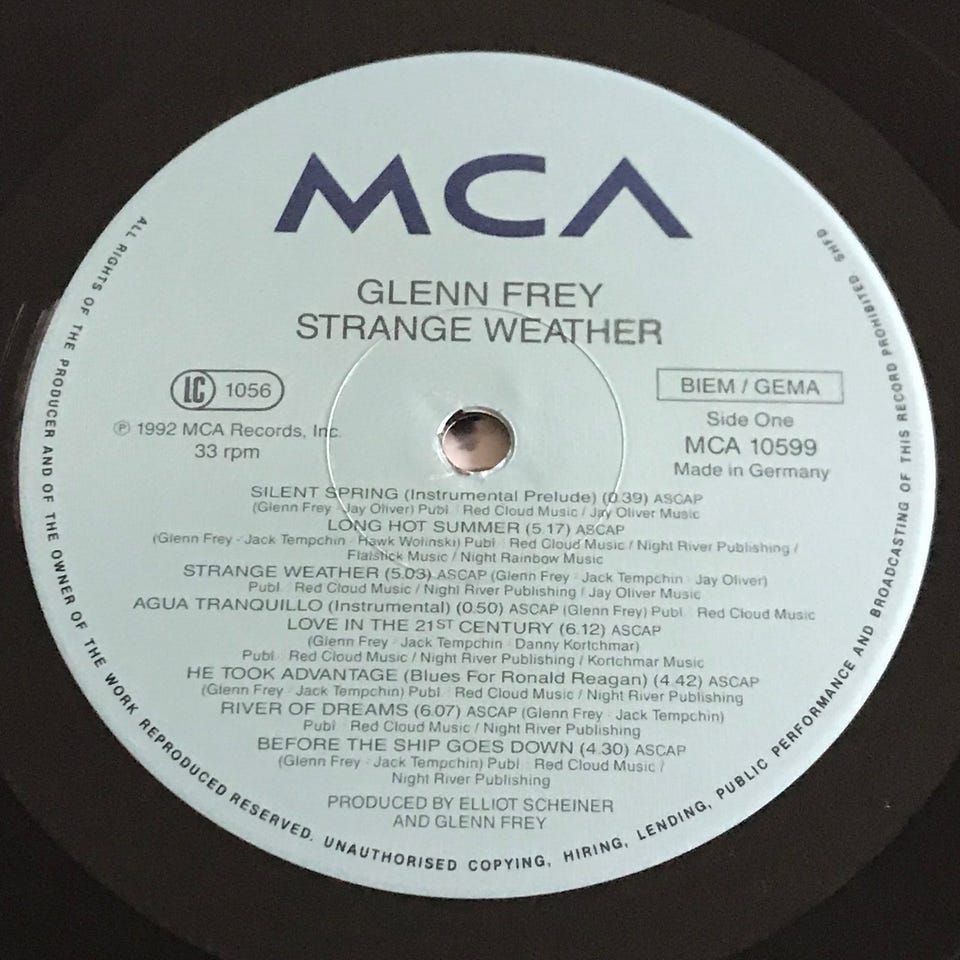 MCA
GLENN FREY
STRANGE WEATHER
LC 1056
℗ 1992 MCA Records, Inc.
33 rpm
BIEM / GEMA
Side One
MCA 10599
Made in Germany
SILENT SPRING (Instrumental Prelude) (0.39) ASCAP
(Glenn Frey - Jay Oliver) Publ · Red Cloud Music / Jay Oliver Music
LONG HOT SUMMER (5.17) ASCAP
(Glenn Frey - Jack Tempchin · Hawk Wolinski) Publ · Red Cloud Music / Night River Publishing /
Flatstick Music / Night Rainbow Music
STRANGE WEATHER (5.03) ASCAP (Glenn Frey · Jack Tempchin · Jay Oliver)
Publ · Red Cloud Music / Night River Publishing / Jay Oliver Music
AGUA TRANQUILLO (Instrumental) (0.50) ASCAP (Glenn Frey) Publ · Red Cloud Music
LOVE IN THE 21ST CENTURY (6.12) ASCAP
(Glenn Frey · Jack Tempchin · Danny Kortchmar)
Publ · Red Cloud Music / Night River Publishing / Kortchmar Music
HE TOOK ADVANTAGE (Blues For Ronald Reagan) (4.42) ASCAP
(Glenn Frey · Jack Tempchin) Publ · Red Cloud Music / Night River Publishing
RIVER OF DREAMS (6.07) ASCAP (Glenn Frey · Jack Tempchin)
Publ · Red Cloud Music / Night River Publishing
BEFORE THE SHIP GOES DOWN (4.30) ASCAP
(Glenn Frey · Jack Tempchin) Publ · Red Cloud Music /
Night River Publishing
PRODUCED BY ELLIOT SCHEINER
AND GLENN FREY
ALL RIGHTS OF THE PRODUCER AND OF THE OWNER OF THE WORK REPRODUCED RESERVED. UNAUTHORISED COPYING, HIRING, LENDING, PUBLIC PERFORMANCE AND BROADCASTING OF THIS RECORD PROHIBITED SHFD